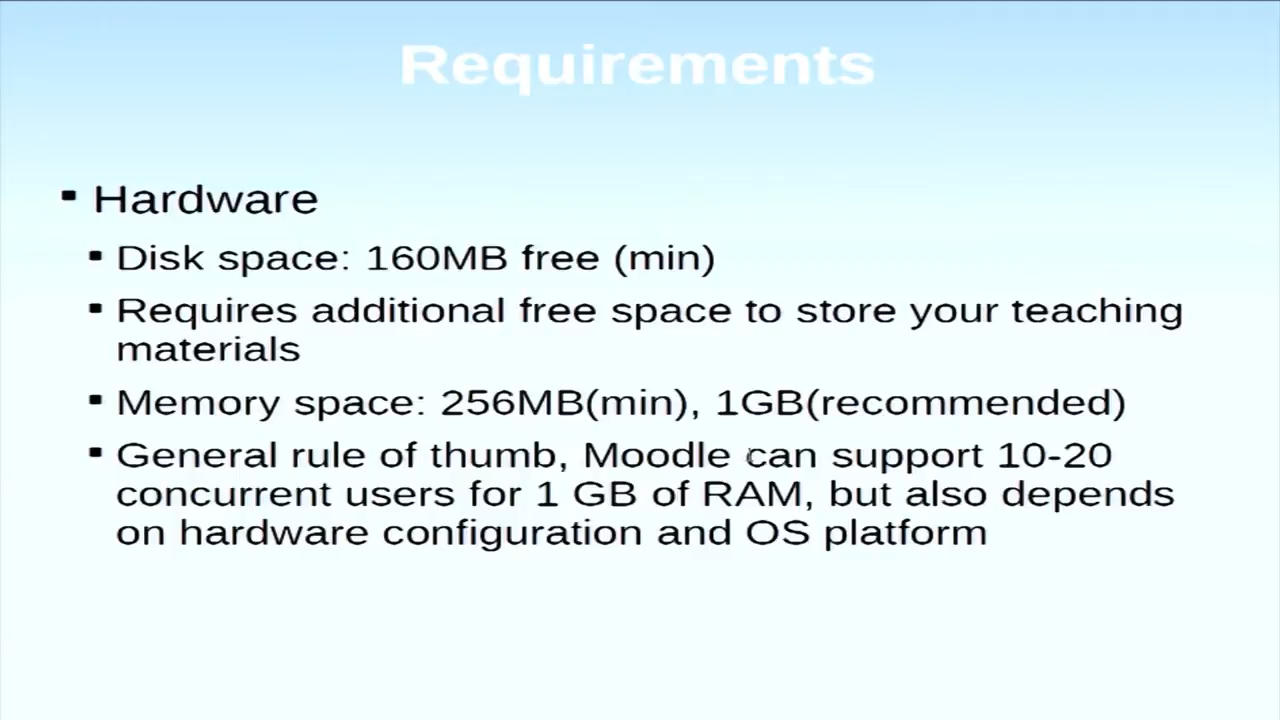 Requirements
Hardware
Disk space: 160MB free (min)
Requires additional free space to store your teaching
materials
Memory space: 256MB(min), 1GB(recommended)
General rule of thumb, Moodle can support 10-20
concurrent users for 1 GB of RAM, but also depends
on hardware configuration and OS platform